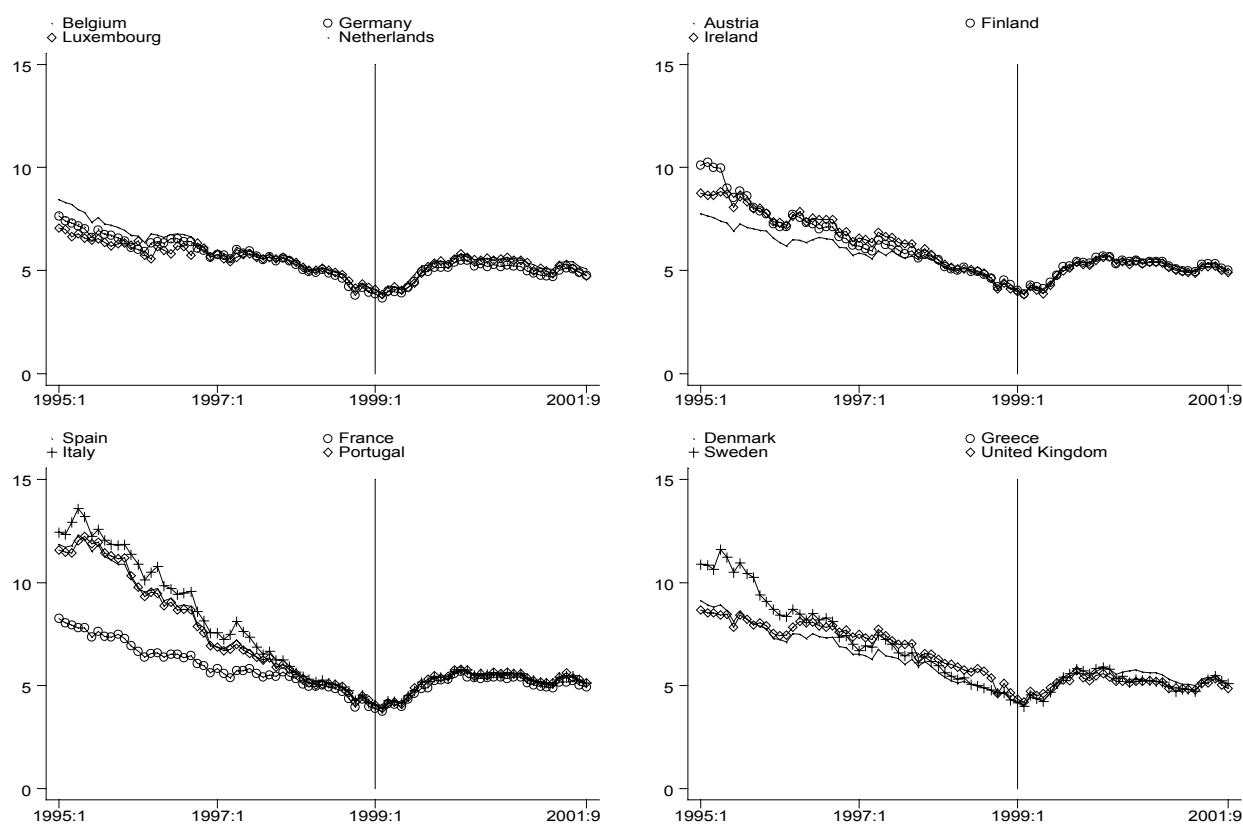 Belgium Germany
Luxembourg Netherlands
15
10
5
0
1995:1 1997:1 1999:1 2001:9
Austria Finland
Ireland
15
10
5
0
1995:1 1997:1 1999:1 2001:9
Spain France
Italy Portugal
15
10
5
0
1995:1 1997:1 1999:1 2001:9
Denmark Greece
Sweden United Kingdom
15
10
5
0
1995:1 1997:1 1999:1 2001:9